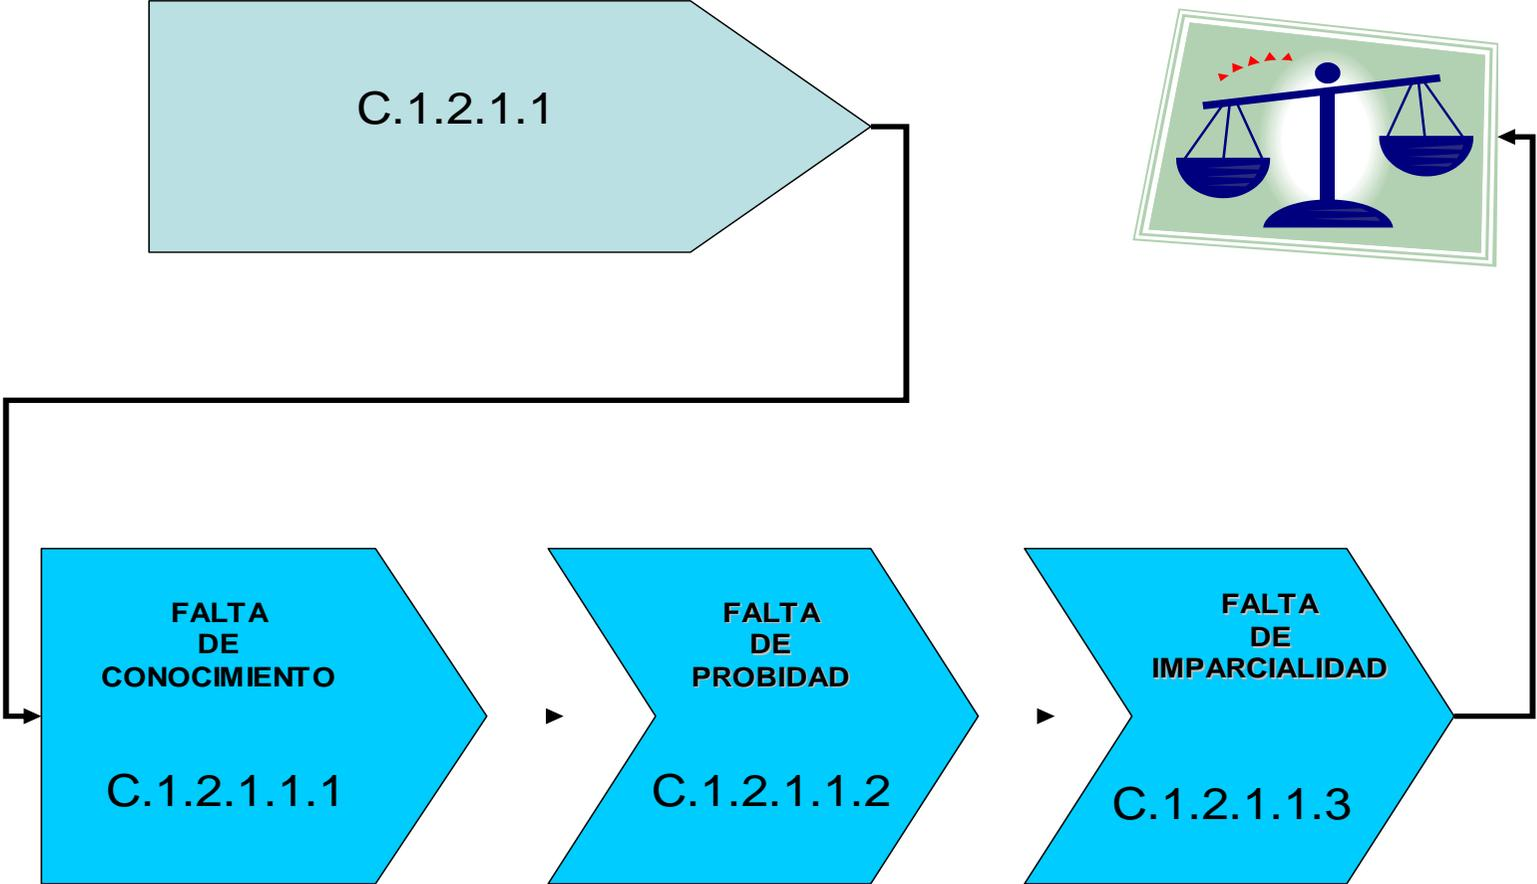 C.1.2.1.1
FALTA
DE
CONOCIMIENTO
C.1.2.1.1.1
FALTA
DE
PROBIDAD
C.1.2.1.1.2
FALTA
DE
IMPARCIALIDAD
C.1.2.1.1.3